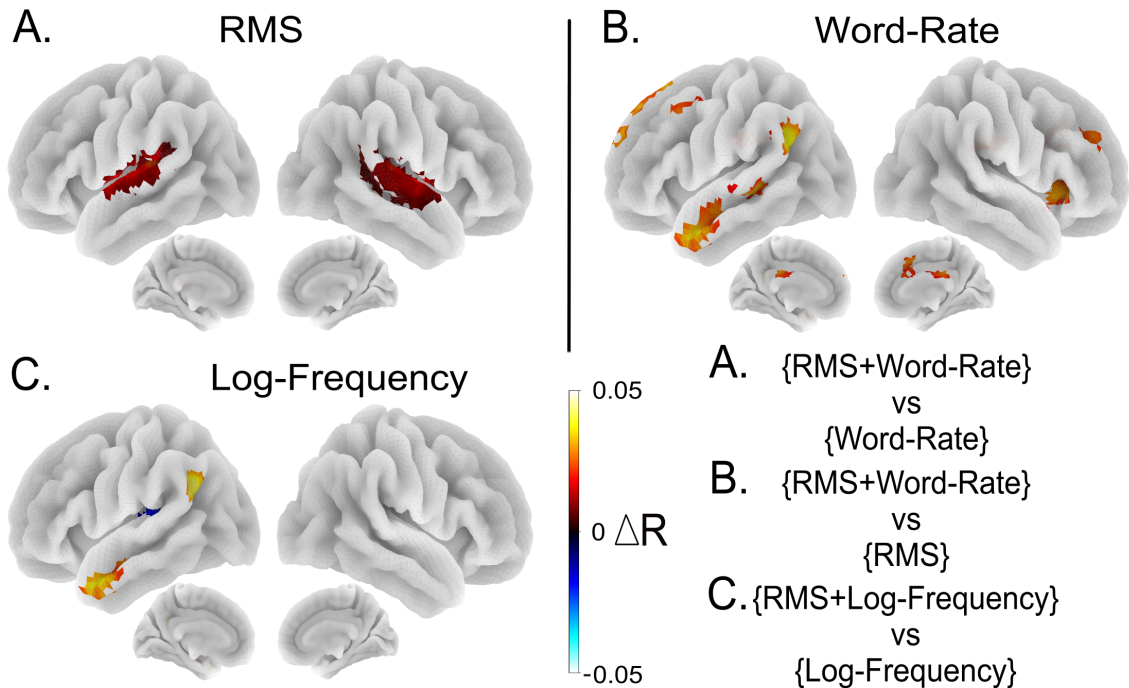 A. RMS
B. Word-Rate
C. Log-Frequency
0.05
0 △R
-0.05
A. {RMS+Word-Rate}
vs
{Word-Rate}
B. {RMS+Word-Rate}
vs
{RMS}
C. {RMS+Log-Frequency}
vs
{Log-Frequency}